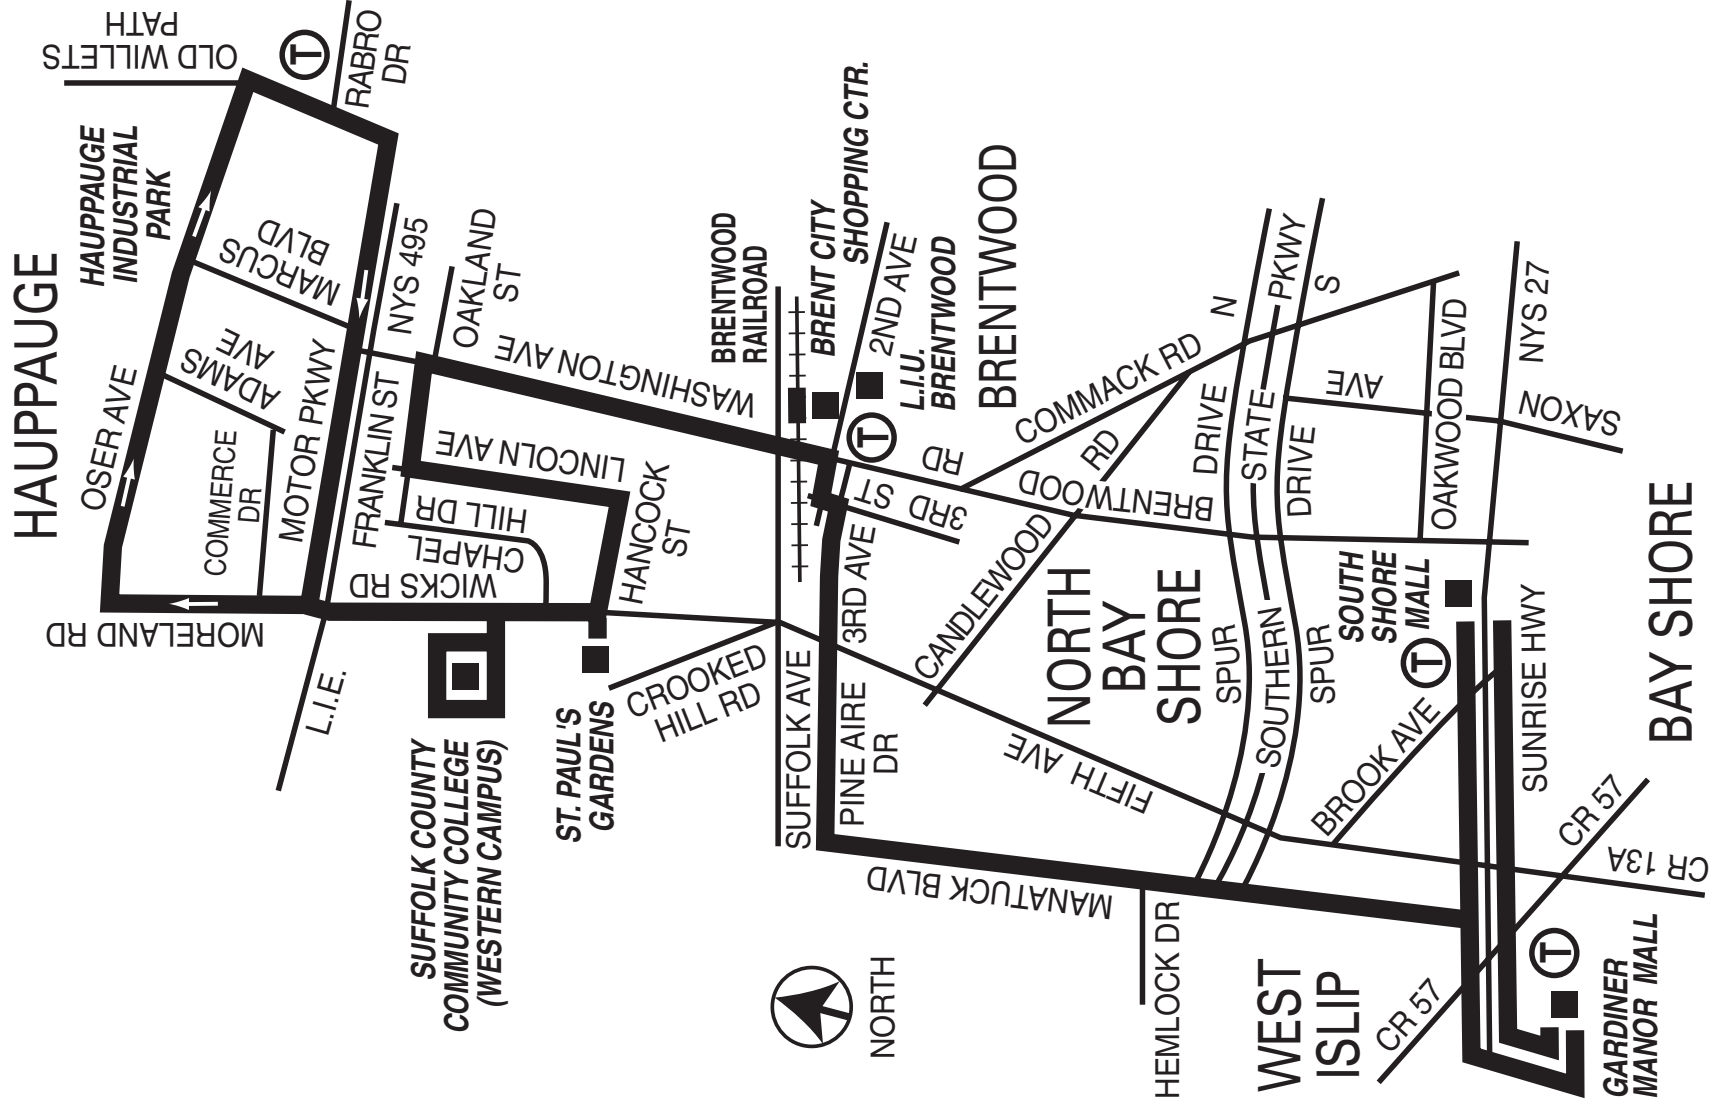 HAUPPAUGE
OLD WILLETS
PATH
T
RABRO
DR
HAUPPAUGE
INDUSTRIAL
PARK
OSER AVE
MARCUS
BLVD
ADAMS
AVE
COMMERCE
DR
MOTOR PKWY
MORELAND RD
NYS 495
FRANKLIN ST
OAKLAND
ST
L.I.E.
WASHINGTON AVE
LINCOLN AVE
HILL DR
CHAPEL
WICKS RD
HANCOCK
ST
SUFFOLK COUNTY
COMMUNITY COLLEGE
(WESTERN CAMPUS)
ST. PAUL'S
GARDENS
CROOKED
HILL RD
SUFFOLK AVE
BRENTWOOD
RAILROAD
BRENT CITY
SHOPPING CTR.
2ND AVE
L.I.U.
BRENTWOOD
T
BRENTWOOD
3RD ST
3RD AVE
PINE AIRE
DR
BRENTWOOD
RD
COMMACK RD
CANDLEWOOD
RD
FIFTH AVE
NORTH
BAY
SHORE
MANATUCK BLVD
HEMLOCK DR
NORTH
N
DRIVE
SPUR
SOUTHERN
STATE
PKWY
S
DRIVE
SPUR
SAXON
AVE
OAKWOOD BLVD
NYS 27
SUNRISE HWY
SOUTH
SHORE
MALL
T
BROOK AVE
BAY SHORE
CR 57
CR 13A
CR 57
WEST
ISLIP
T
GARDINER
MANOR MALL